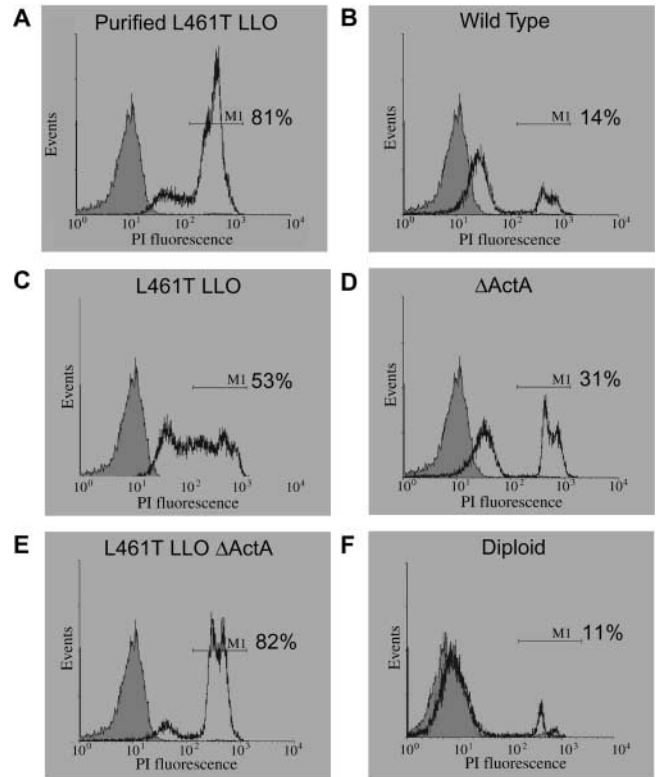 A Purified L461T LLO
M1 81%
Events
10⁰ 10¹ 10² 10³ 10⁴
PI fluorescence
B Wild Type
M1 14%
Events
10⁰ 10¹ 10² 10³ 10⁴
PI fluorescence
C L461T LLO
M1 53%
Events
10⁰ 10¹ 10² 10³ 10⁴
PI fluorescence
D ΔActA
M1 31%
Events
10⁰ 10¹ 10² 10³ 10⁴
PI fluorescence
E L461T LLO ΔActA
M1 82%
Events
10⁰ 10¹ 10² 10³ 10⁴
PI fluorescence
F Diploid
M1 11%
Events
10⁰ 10¹ 10² 10³ 10⁴
PI fluorescence